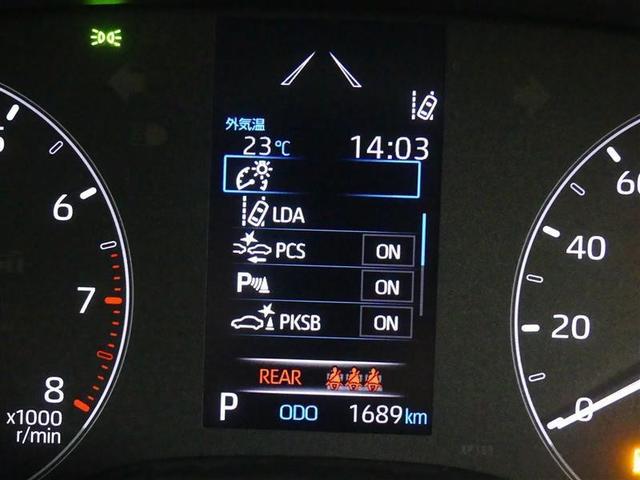 外気温
23℃ 14:03
LDA
PCS ON
P ON
PKSB ON
REAR
P ODO 1689km
6
7
8
x1000
r/min
60
40
20
0